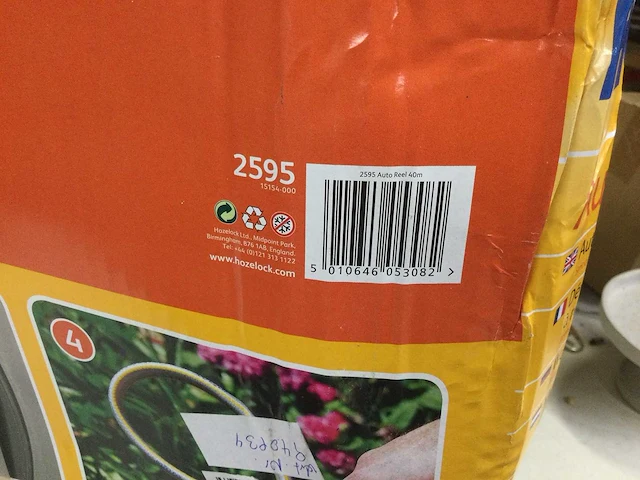 2595
15154-000
2595 Auto Reel 40m
Hozelock Ltd., Midpoint Park,
Birmingham, B76 1AB, England.
Tel: +44 (0)121 313 1122
www.hozelock.com
5 010646 053082 >
4